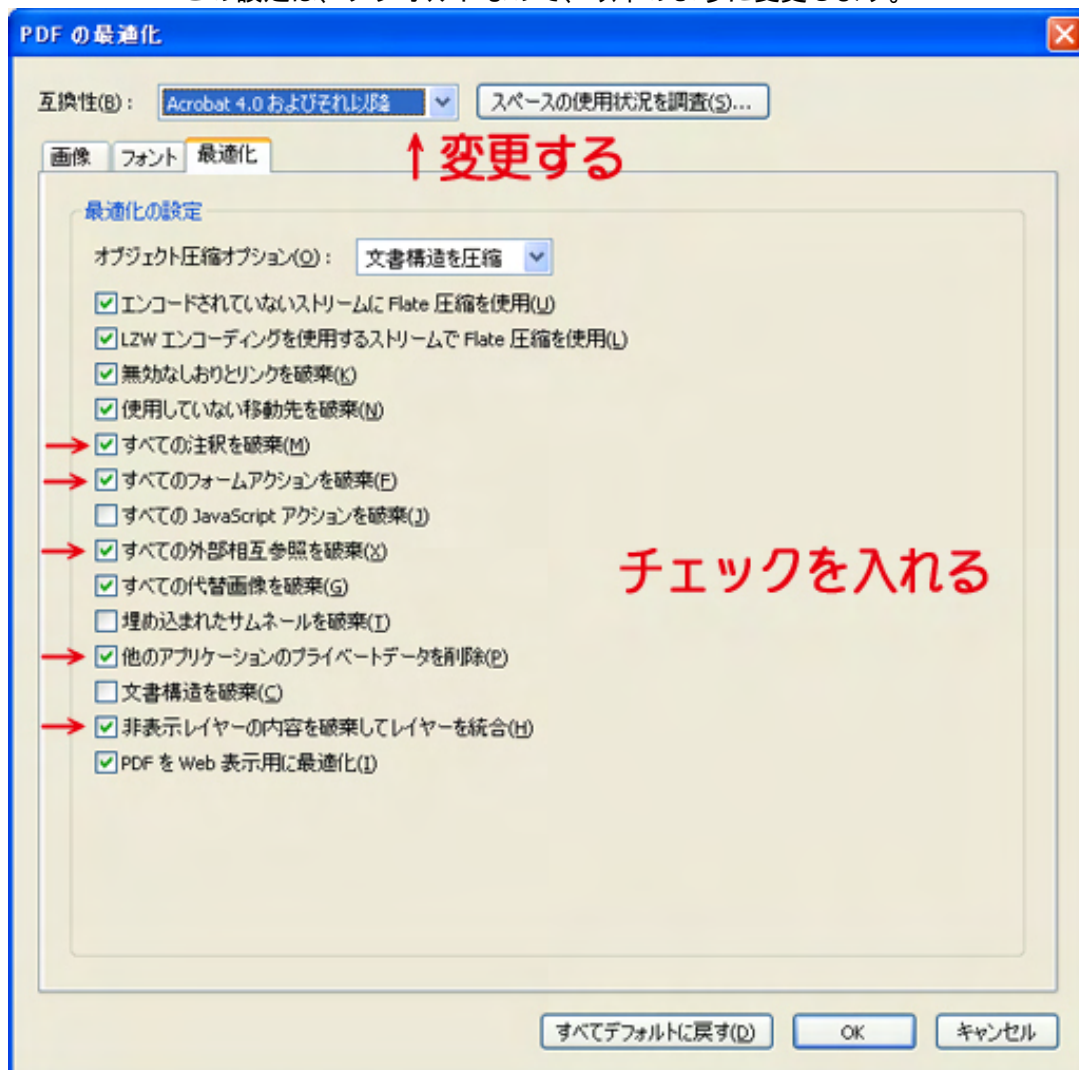 PDF の最適化
互換性(B)： Acrobat 4.0 およびそれ以降 スペースの使用状況を調査(S)...
↑変更する
画像 フォント 最適化
最適化の設定
オブジェクト圧縮オプション(O)： 文書構造を圧縮
エンコードされていないストリームに Flate 圧縮を使用(U)
LZW エンコーディングを使用するストリームで Flate 圧縮を使用(L)
無効なしおりとリンクを破棄(K)
使用していない移動先を破棄(N)
→ すべての注釈を破棄(M)
→ すべてのフォームアクションを破棄(F)
すべての JavaScript アクションを破棄(J)
→ すべての外部相互参照を破棄(X)
チェックを入れる
すべての代替画像を破棄(G)
埋め込まれたサムネールを破棄(T)
→ 他のアプリケーションのプライベートデータを削除(P)
文書構造を破棄(C)
→ 非表示レイヤーの内容を破棄してレイヤーを統合(H)
PDF を Web 表示用に最適化(I)
すべてデフォルトに戻す(D) OK キャンセル